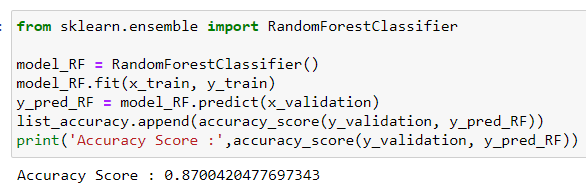 from sklearn.ensemble import RandomForestClassifier
model_RF = RandomForestClassifier()
model_RF.fit(x_train, y_train)
y_pred_RF = model_RF.predict(x_validation)
list_accuracy.append(accuracy_score(y_validation, y_pred_RF))
print('Accuracy Score :',accuracy_score(y_validation, y_pred_RF))
Accuracy Score : 0.8700420477697343